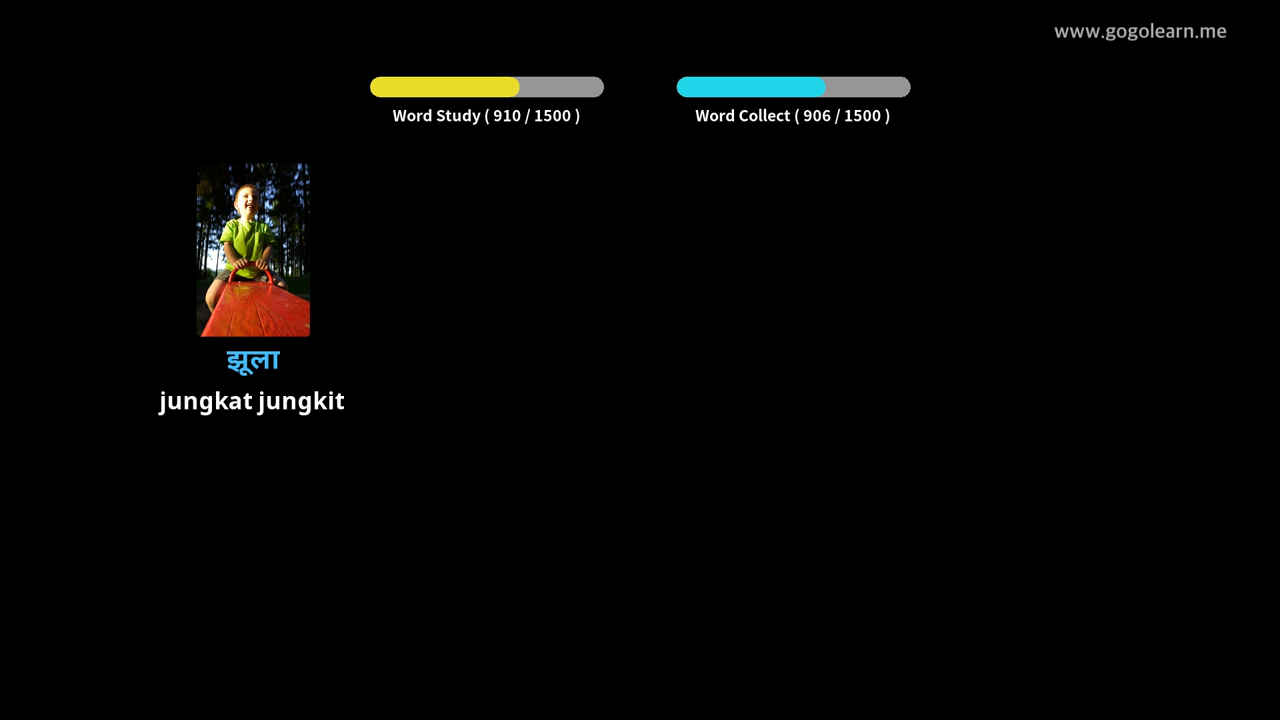 www.gogolearn.me
Word Study ( 910 / 1500 )
Word Collect ( 906 / 1500 )
झूला
jungkat jungkit